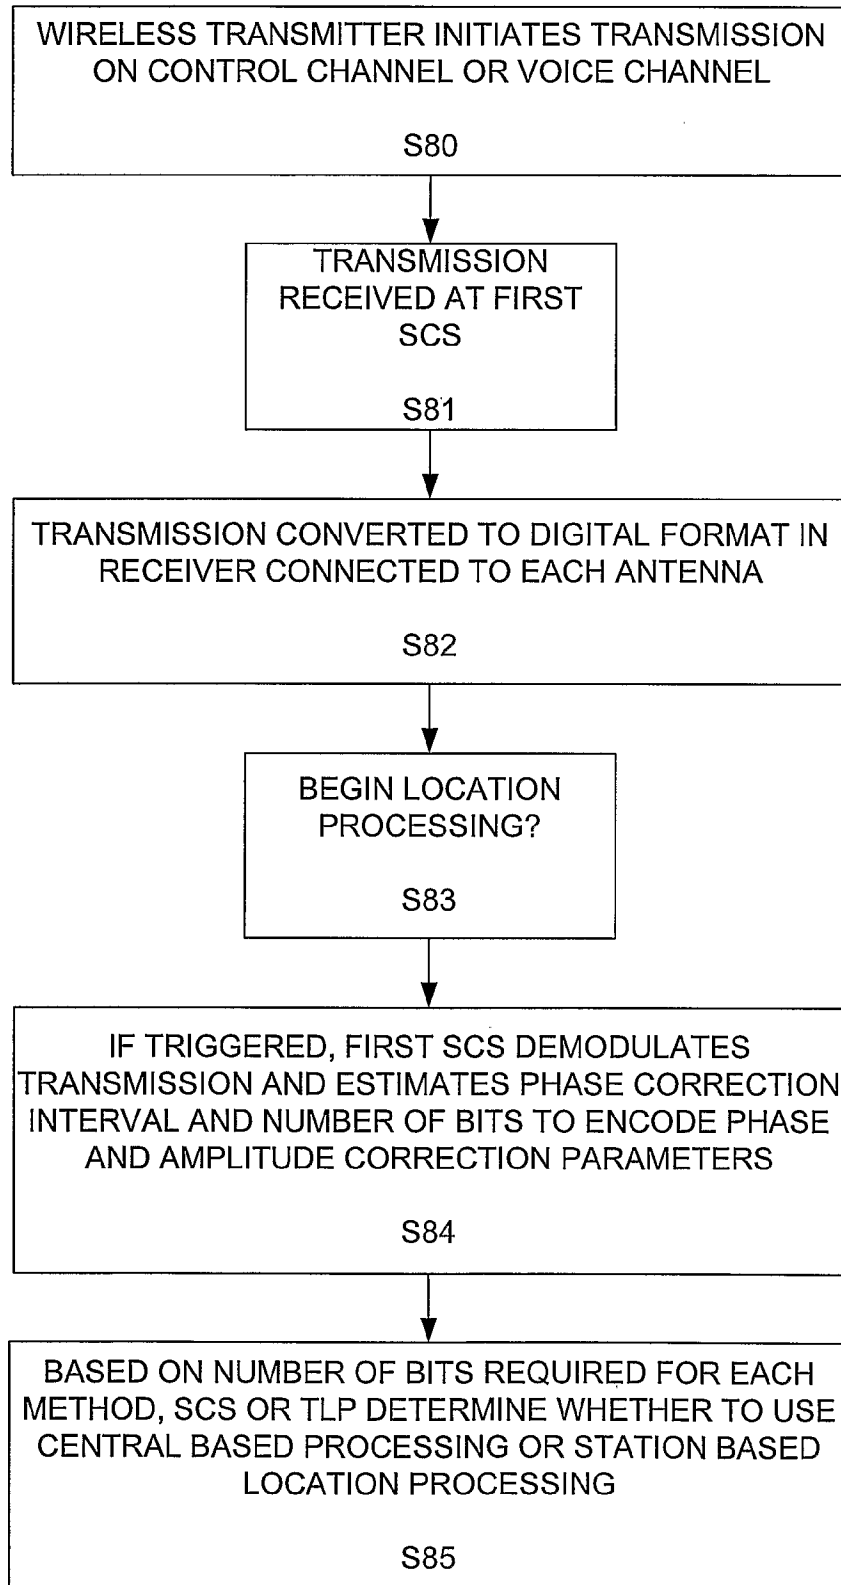 WIRELESS TRANSMITTER INITIATES TRANSMISSION
ON CONTROL CHANNEL OR VOICE CHANNEL
S80
TRANSMISSION
RECEIVED AT FIRST
SCS
S81
TRANSMISSION CONVERTED TO DIGITAL FORMAT IN
RECEIVER CONNECTED TO EACH ANTENNA
S82
BEGIN LOCATION
PROCESSING?
S83
IF TRIGGERED, FIRST SCS DEMODULATES
TRANSMISSION AND ESTIMATES PHASE CORRECTION
INTERVAL AND NUMBER OF BITS TO ENCODE PHASE
AND AMPLITUDE CORRECTION PARAMETERS
S84
BASED ON NUMBER OF BITS REQUIRED FOR EACH
METHOD, SCS OR TLP DETERMINE WHETHER TO USE
CENTRAL BASED PROCESSING OR STATION BASED
LOCATION PROCESSING
S85